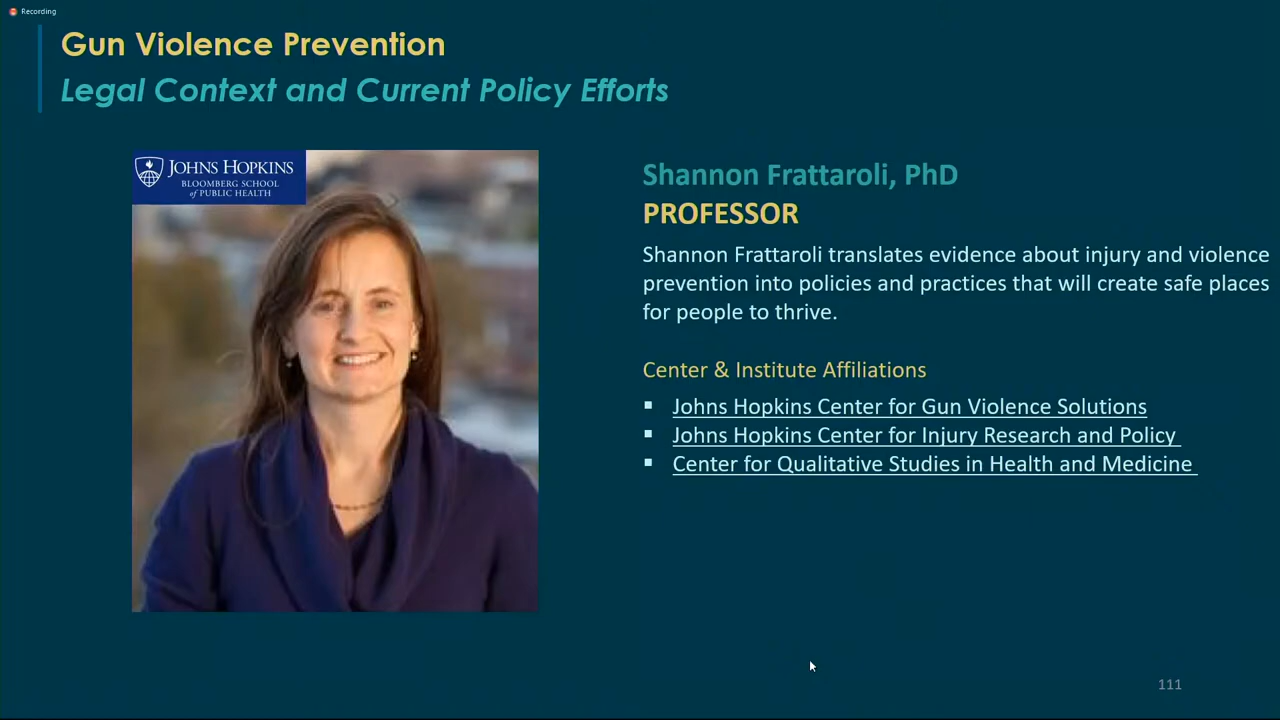 Recording
Gun Violence Prevention
Legal Context and Current Policy Efforts
JOHNS HOPKINS
BLOOMBERG SCHOOL
of PUBLIC HEALTH
Shannon Frattaroli, PhD
PROFESSOR
Shannon Frattaroli translates evidence about injury and violence
prevention into policies and practices that will create safe places
for people to thrive.
Center & Institute Affiliations
▪ Johns Hopkins Center for Gun Violence Solutions
▪ Johns Hopkins Center for Injury Research and Policy
▪ Center for Qualitative Studies in Health and Medicine
111